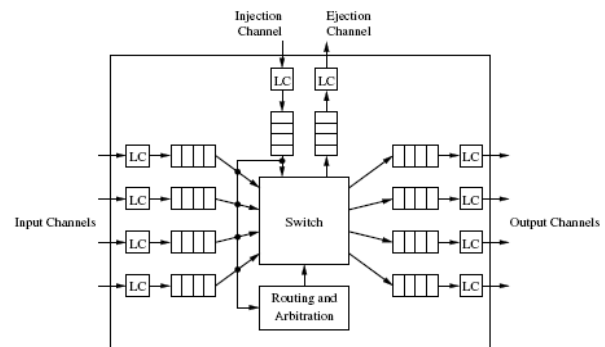 Injection Ejection
Channel Channel
LC LC
LC LC
LC LC
Input Channels Switch Output Channels
LC LC
LC LC
Routing and
Arbitration